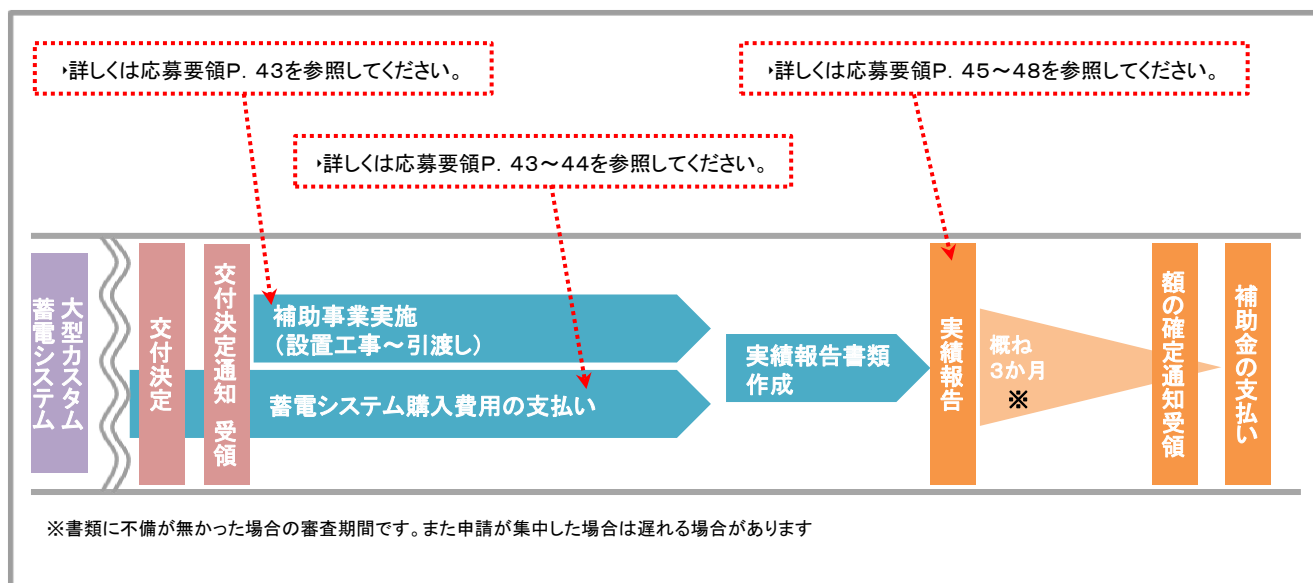 ・詳しくは応募要領P. 43を参照してください。
・詳しくは応募要領P. 45～48を参照してください。
・詳しくは応募要領P. 43～44を参照してください。
大型カスタム
蓄電システム
交付決定
交付決定通知 受領
補助事業実施
（設置工事～引渡し）
蓄電システム購入費用の支払い
実績報告書類
作成
実績報告
概ね
3か月
※
額の確定通知受領
補助金の支払い
※書類に不備が無かった場合の審査期間です。また申請が集中した場合は遅れる場合があります